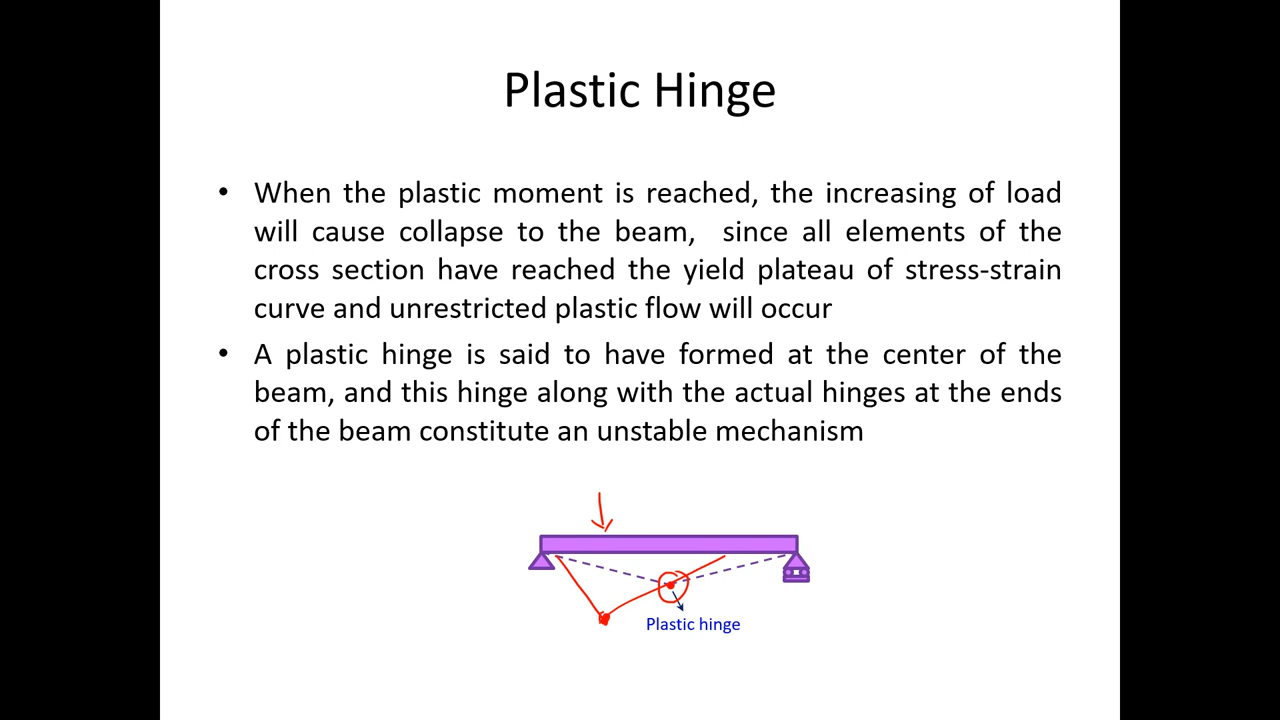 Plastic Hinge
• When the plastic moment is reached, the increasing of load
will cause collapse to the beam, since all elements of the
cross section have reached the yield plateau of stress-strain
curve and unrestricted plastic flow will occur
• A plastic hinge is said to have formed at the center of the
beam, and this hinge along with the actual hinges at the ends
of the beam constitute an unstable mechanism
Plastic hinge